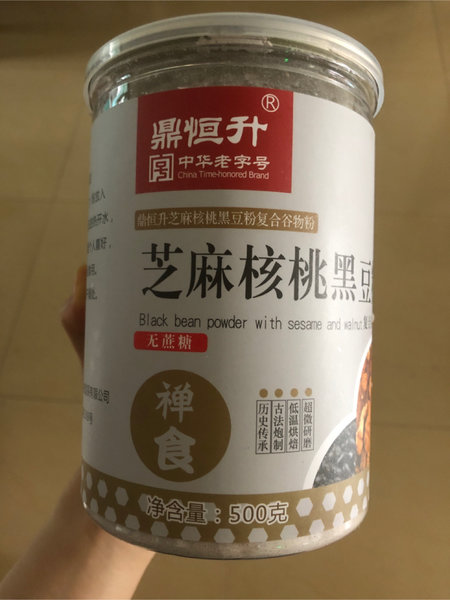 鼎恒升®
中华老字号
China Time-honored Brand
鼎恒升芝麻核桃黑豆粉复合谷物粉
芝麻核桃黑豆
Black bean powder with sesame and walnut
无蔗糖
禅食
超微研磨
低温烘焙
古法炮制
历史传承
净含量：500克
开水，